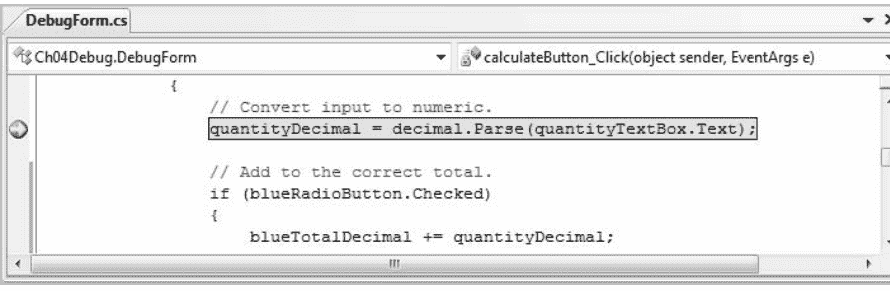 DebugForm.cs
Ch04Debug.DebugForm
calculateButton_Click(object sender, EventArgs e)
{
// Convert input to numeric.
quantityDecimal = decimal.Parse(quantityTextBox.Text);
// Add to the correct total.
if (blueRadioButton.Checked)
{
blueTotalDecimal += quantityDecimal;